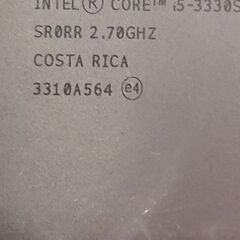 INTEL® CORE™ i5-3330S
SR0RR 2.70GHZ
COSTA RICA
3310A564 e4